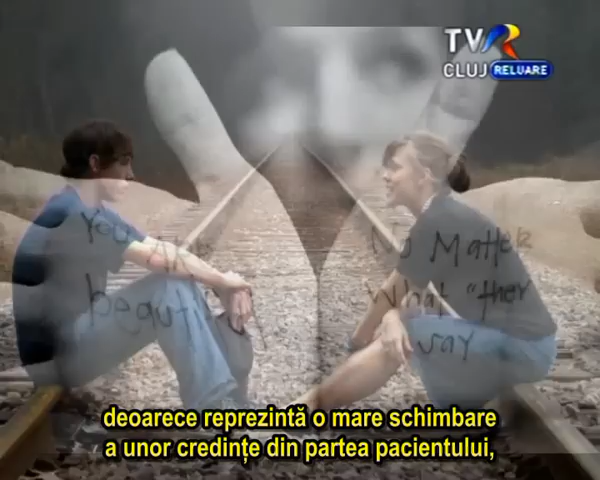 TVR
CLUJ RELUARE
You ARE
beautiful
No Matter
What "they
say
deoarece reprezintă o mare schimbare
a unor credințe din partea pacientului,